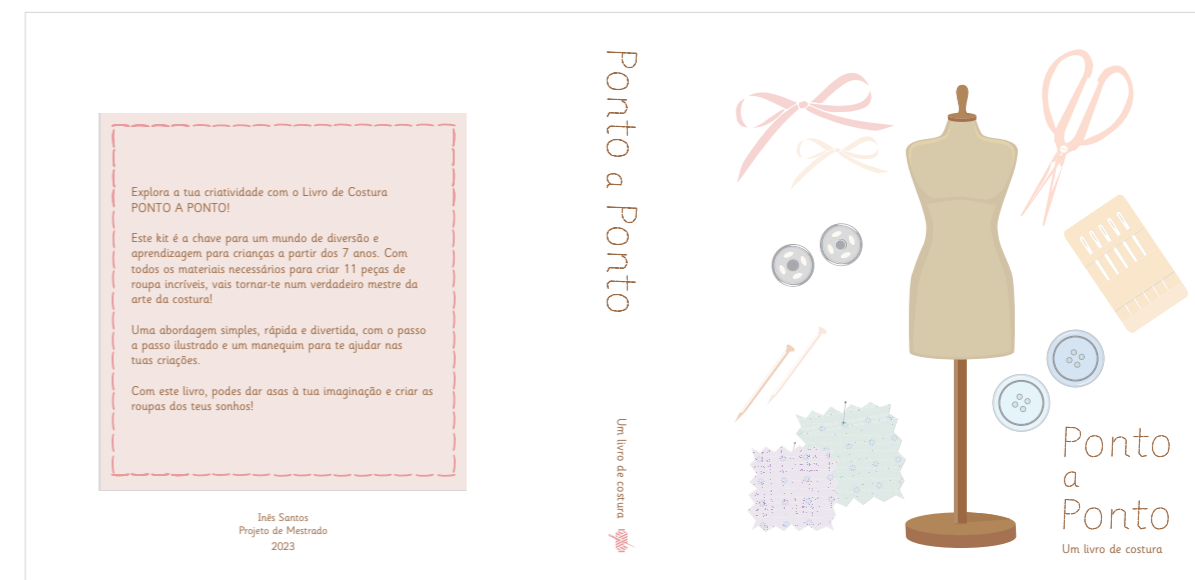 Explora a tua criatividade com o Livro de Costura
PONTO A PONTO!
Este kit é a chave para um mundo de diversão e
aprendizagem para crianças a partir dos 7 anos. Com
todos os materiais necessários para criar 11 peças de
roupa incríveis, vais tornar-te num verdadeiro mestre da
arte da costura!
Uma abordagem simples, rápida e divertida, com o passo
a passo ilustrado e um manequim para te ajudar nas
tuas criações.
Com este livro, podes dar asas à tua imaginação e criar as
roupas dos teus sonhos!
Inês Santos
Projeto de Mestrado
2023
Ponto a Ponto
Um livro de costura
Ponto
a
Ponto
Um livro de costura